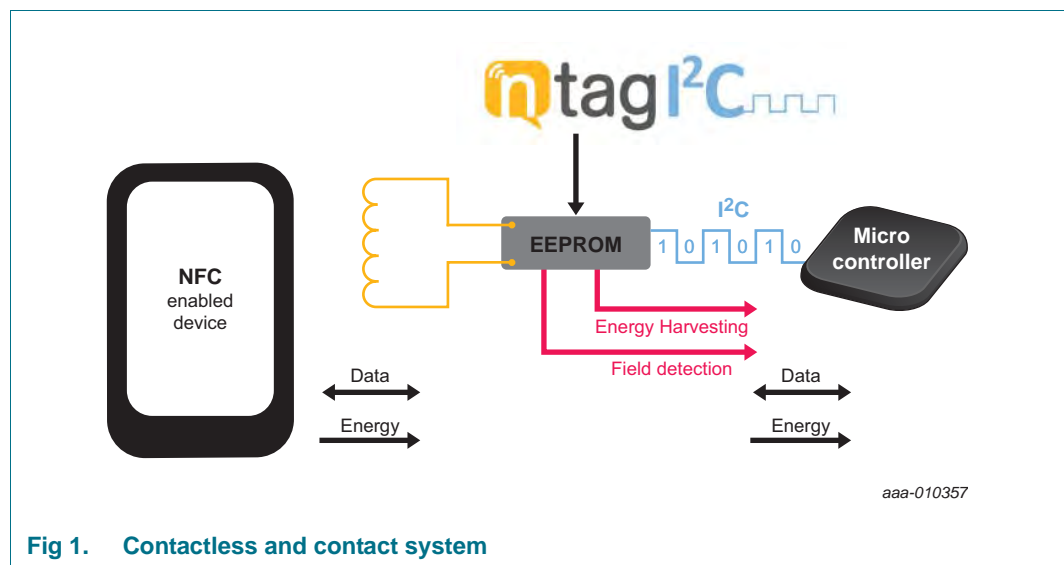 ntag I²C
I²C
EEPROM
1 0 1 0 1 0
Micro
controller
NFC
enabled
device
Energy Harvesting
Field detection
Data
Energy
Data
Energy
aaa-010357
Fig 1. Contactless and contact system